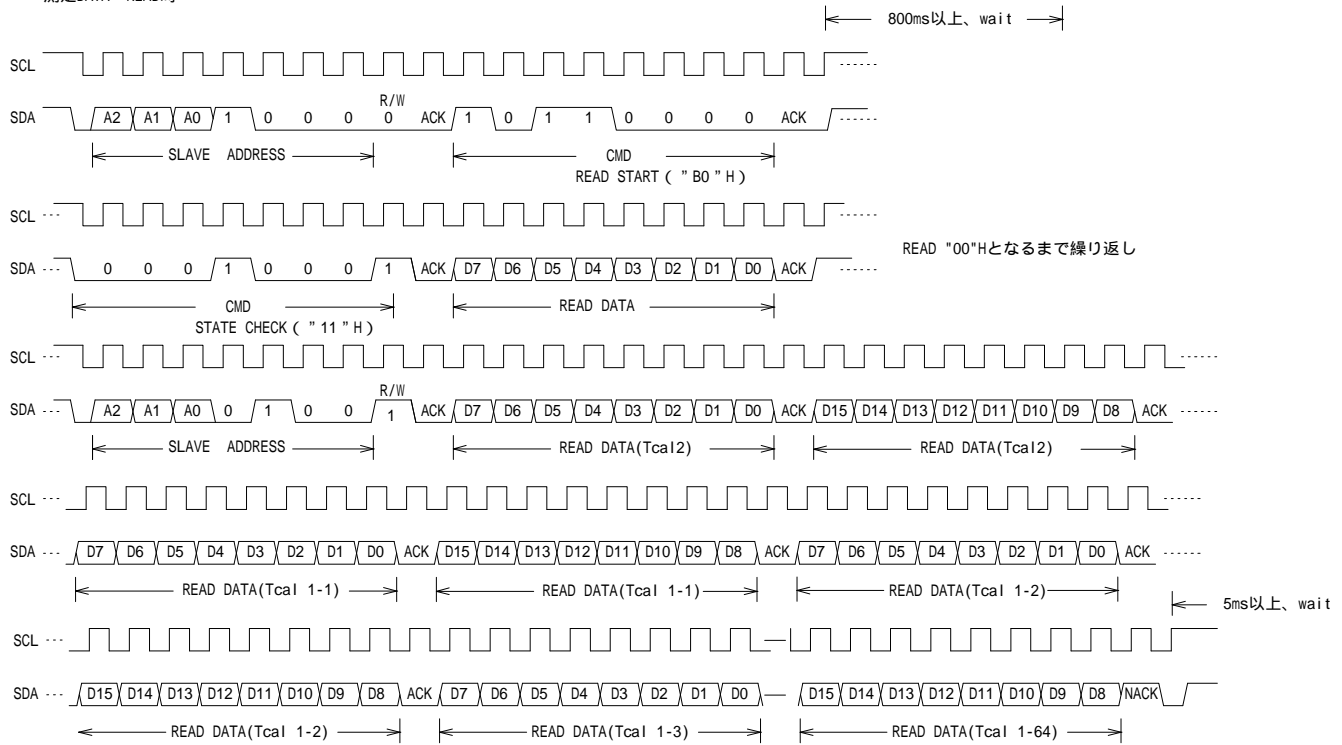 800ms以上、wait
SCL
R/W
SDA A2 A1 A0 1 0 0 0 0 ACK 1 0 1 1 0 0 0 0 ACK
SLAVE ADDRESS CMD
READ START ( "B0"H)
SCL
READ "00"Hとなるまで繰り返し
SDA 0 0 0 1 0 0 0 1 ACK D7 D6 D5 D4 D3 D2 D1 D0 ACK
CMD READ DATA
STATE CHECK ( "11"H)
SCL
R/W
SDA A2 A1 A0 0 1 0 0 1 ACK D7 D6 D5 D4 D3 D2 D1 D0 ACK D15 D14 D13 D12 D11 D10 D9 D8 ACK
SLAVE ADDRESS READ DATA(Tcal2) READ DATA(Tcal2)
SCL
SDA D7 D6 D5 D4 D3 D2 D1 D0 ACK D15 D14 D13 D12 D11 D10 D9 D8 ACK D7 D6 D5 D4 D3 D2 D1 D0 ACK
READ DATA(Tcal 1-1) READ DATA(Tcal 1-1) READ DATA(Tcal 1-2)
5ms以上、wait
SCL
SDA D15 D14 D13 D12 D11 D10 D9 D8 ACK D7 D6 D5 D4 D3 D2 D1 D0 D15 D14 D13 D12 D11 D10 D9 D8 NACK
READ DATA(Tcal 1-2) READ DATA(Tcal 1-3) READ DATA(Tcal 1-64)